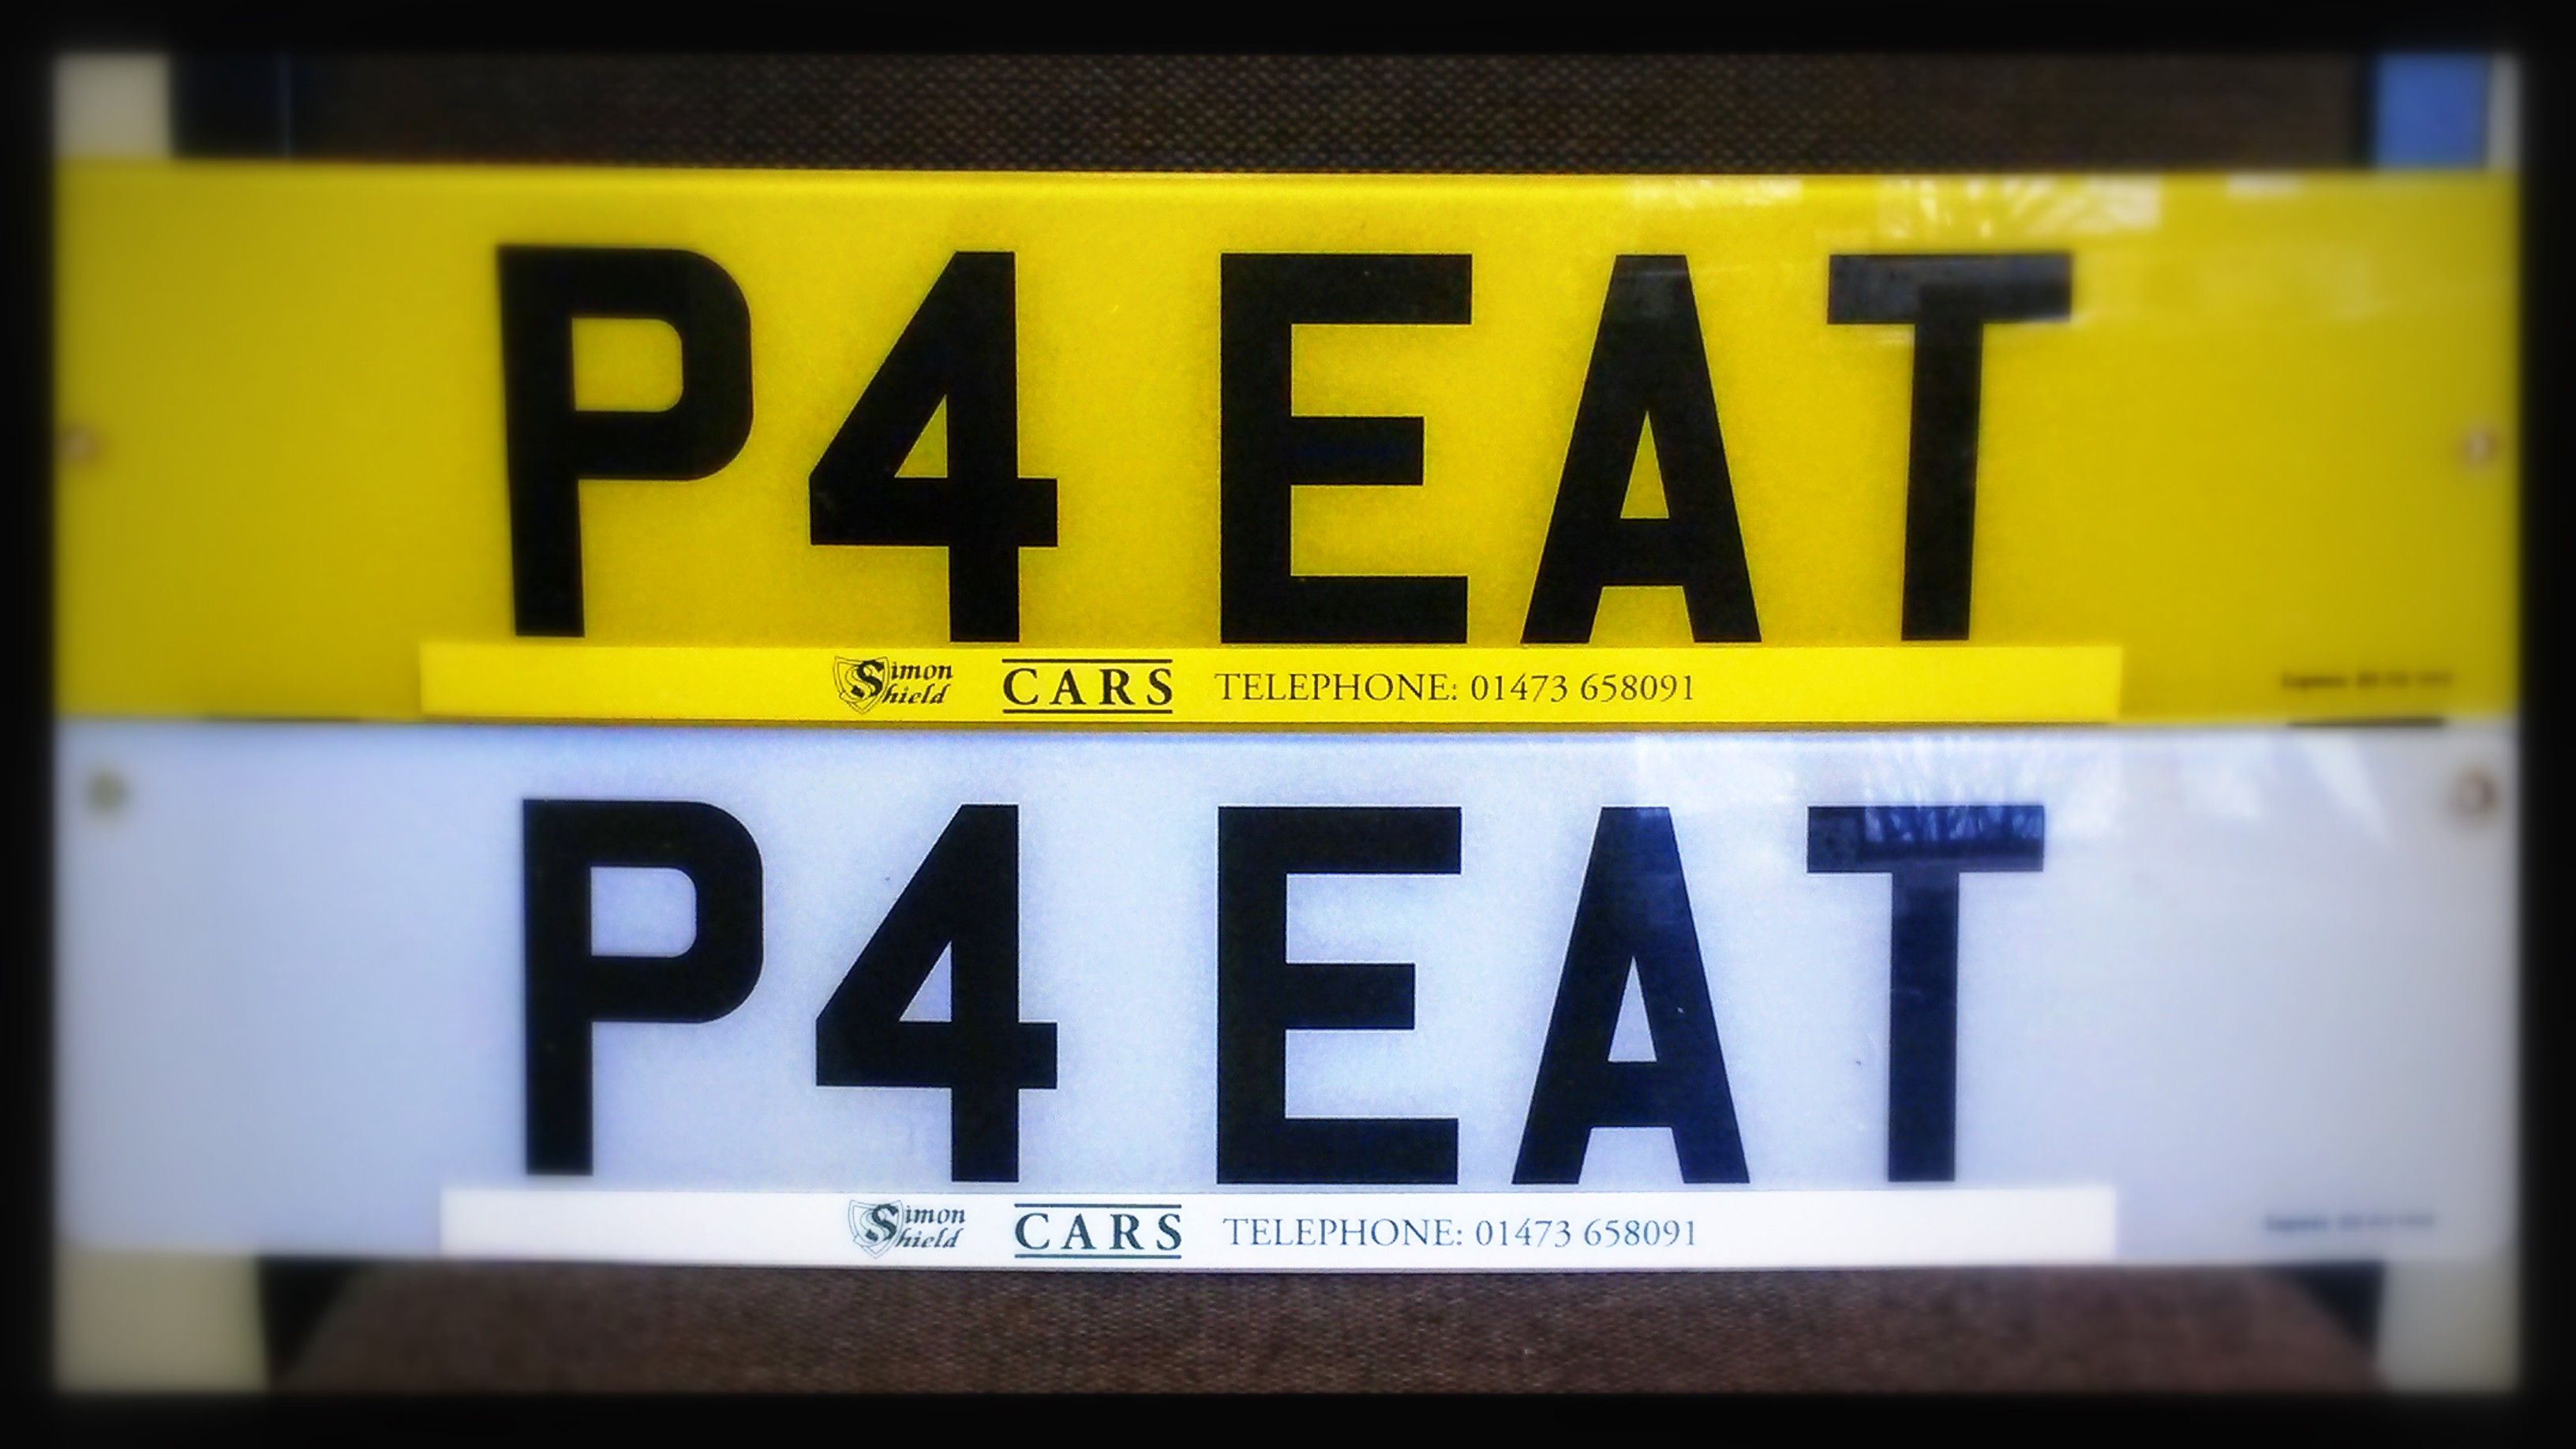 P4 EAT
Simon Shield CARS TELEPHONE: 01473 658091
P4 EAT
Simon Shield CARS TELEPHONE: 01473 658091